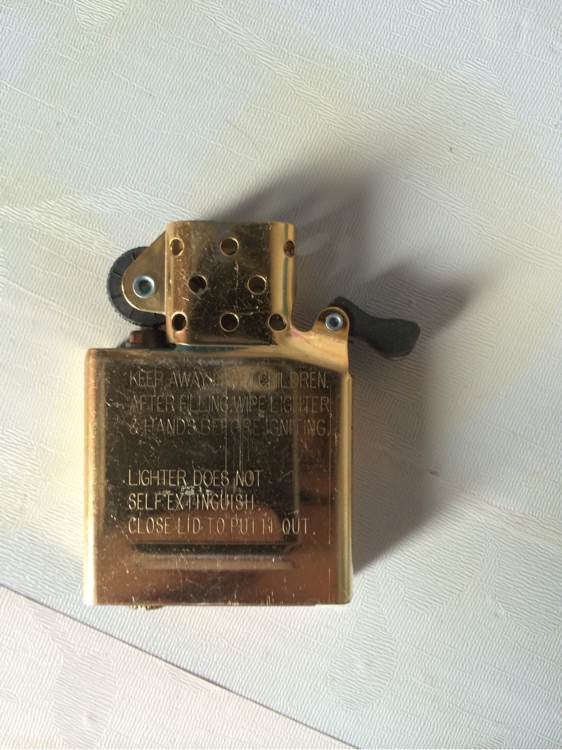 KEEP AWAY FROM CHILDREN.
AFTER FILLING, WIPE LIGHTER
& HANDS BEFORE IGNITING.
LIGHTER DOES NOT
SELF EXTINGUISH.
CLOSE LID TO PUT IT OUT.